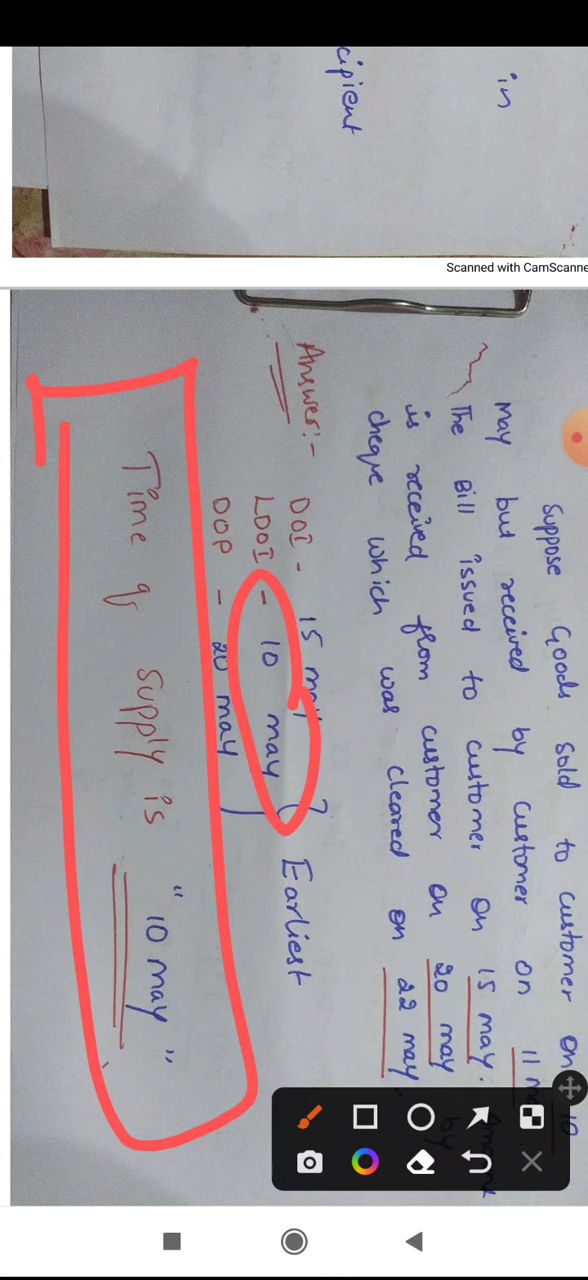 in
cipient
Scanned with CamScanne
Suppose Goods sold to customer on 10
may but received by customer on 11 m
The Bill issued to customer on 15 may. Amount
is received from customer on 20 may by
cheque which was cleared on 22 may"
Answer:- DOI - 15 may
LDOI - 10 may
DOP - 20 may
Earliest
Time of supply is "10 may"